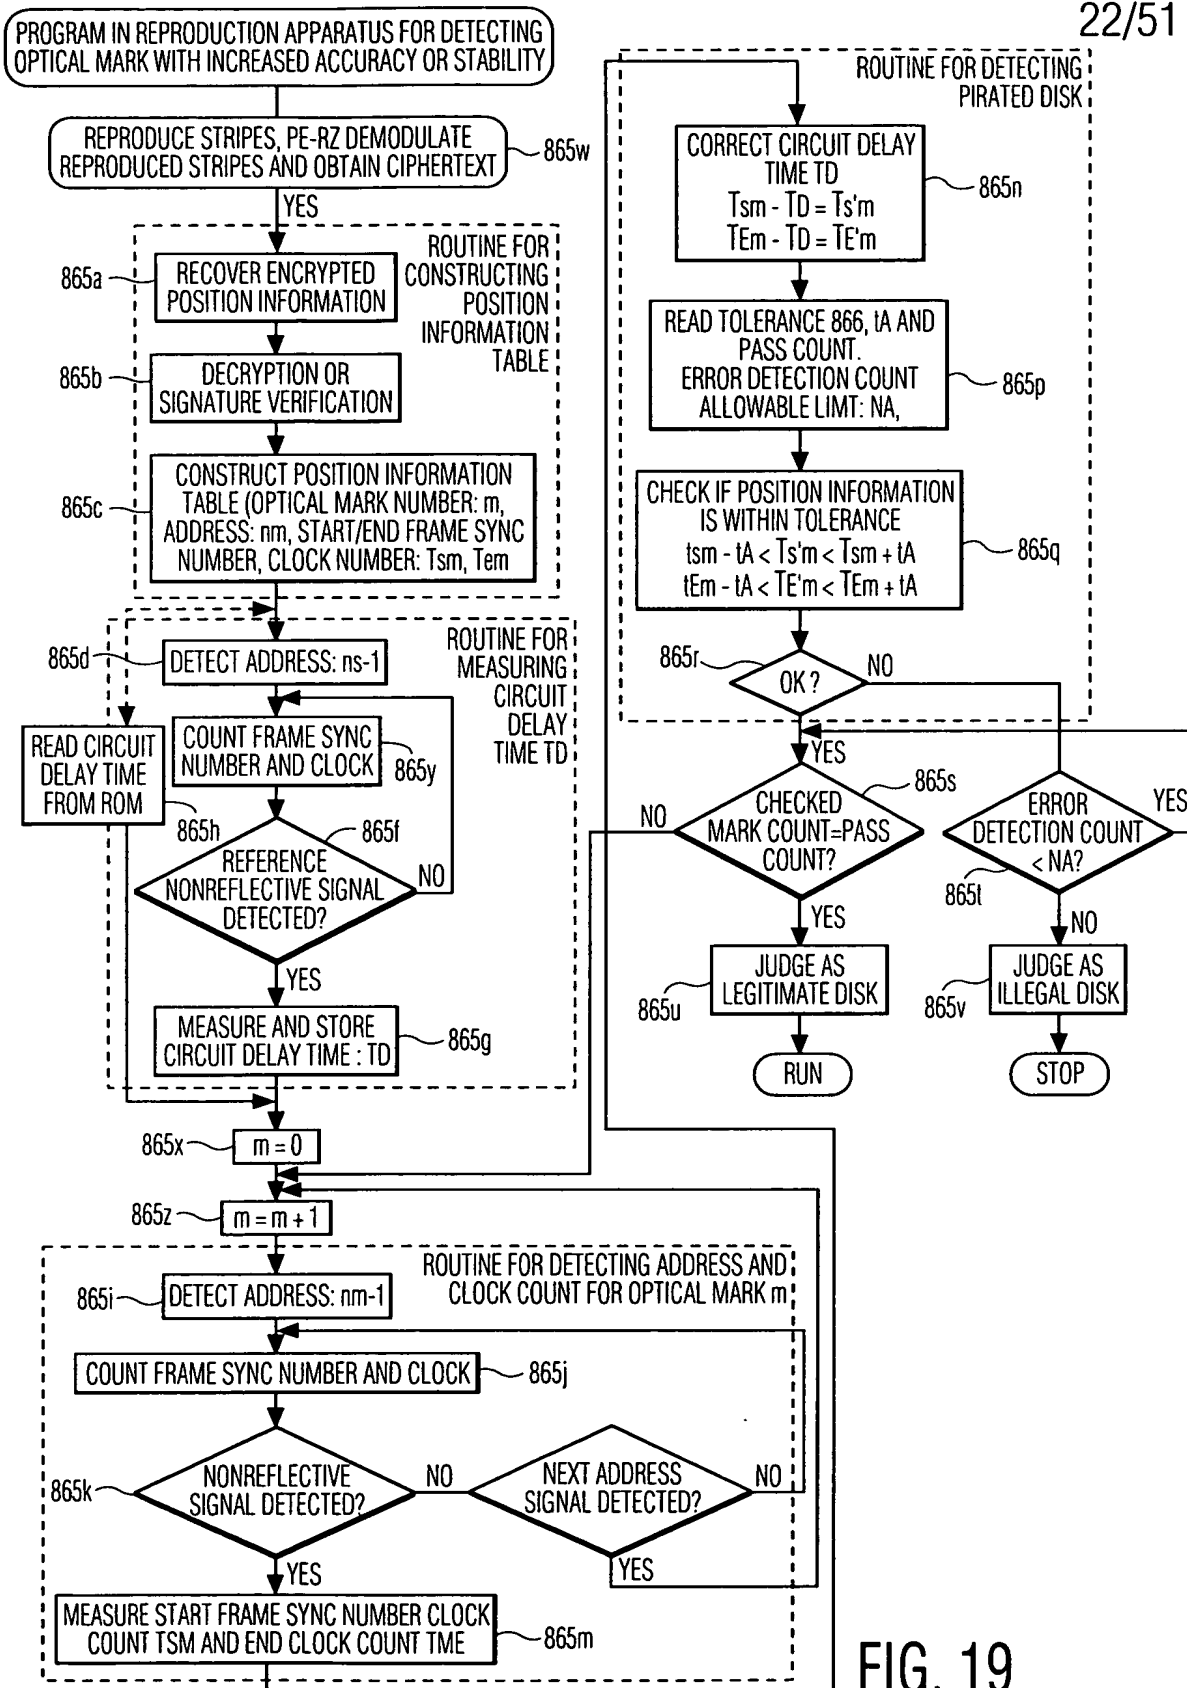 22/51
PROGRAM IN REPRODUCTION APPARATUS FOR DETECTING
OPTICAL MARK WITH INCREASED ACCURACY OR STABILITY
REPRODUCE STRIPES, PE-RZ DEMODULATE
REPRODUCED STRIPES AND OBTAIN CIPHERTEXT
865w
YES
ROUTINE FOR
CONSTRUCTING
POSITION
INFORMATION
TABLE
865a
RECOVER ENCRYPTED
POSITION INFORMATION
865b
DECRYPTION OR
SIGNATURE VERIFICATION
865c
CONSTRUCT POSITION INFORMATION
TABLE (OPTICAL MARK NUMBER: m,
ADDRESS: nm, START/END FRAME SYNC
NUMBER, CLOCK NUMBER: Tsm, Tem
ROUTINE FOR
MEASURING
CIRCUIT
DELAY
TIME TD
865d
DETECT ADDRESS: ns-1
COUNT FRAME SYNC
NUMBER AND CLOCK
865y
READ CIRCUIT
DELAY TIME
FROM ROM
865h
865f
REFERENCE
NONREFLECTIVE SIGNAL
DETECTED?
NO
YES
MEASURE AND STORE
CIRCUIT DELAY TIME : TD
865g
865x
m = 0
865z
m = m + 1
ROUTINE FOR DETECTING ADDRESS AND
CLOCK COUNT FOR OPTICAL MARK m
865i
DETECT ADDRESS: nm-1
COUNT FRAME SYNC NUMBER AND CLOCK
865j
865k
NONREFLECTIVE
SIGNAL DETECTED?
NO
NEXT ADDRESS
SIGNAL DETECTED?
NO
YES
YES
MEASURE START FRAME SYNC NUMBER CLOCK
COUNT TSM AND END CLOCK COUNT TME
865m
ROUTINE FOR DETECTING
PIRATED DISK
CORRECT CIRCUIT DELAY
TIME TD
Tsm - TD = Ts'm
TEm - TD = TE'm
865n
READ TOLERANCE 866, tA AND
PASS COUNT.
ERROR DETECTION COUNT
ALLOWABLE LIMT: NA,
865p
CHECK IF POSITION INFORMATION
IS WITHIN TOLERANCE
tsm - tA < Ts'm < Tsm + tA
tEm - tA < TE'm < TEm + tA
865q
865r
OK?
NO
YES
865s
CHECKED
MARK COUNT=PASS
COUNT?
NO
YES
ERROR
DETECTION COUNT
< NA?
865t
YES
NO
JUDGE AS
LEGITIMATE DISK
865u
JUDGE AS
ILLEGAL DISK
865v
RUN
STOP
FIG. 19